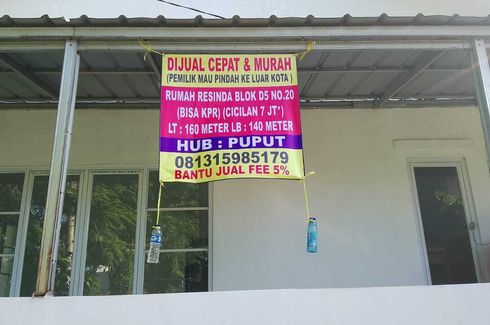 DIJUAL CEPAT & MURAH
(PEMILIK MAU PINDAH KE LUAR KOTA )
RUMAH RESINDA BLOK D5 NO.20
(BISA KPR) (CICILAN 7 JT*)
LT : 160 METER LB : 140 METER
HUB : PUPUT
081315985179
BANTU JUAL FEE 5%